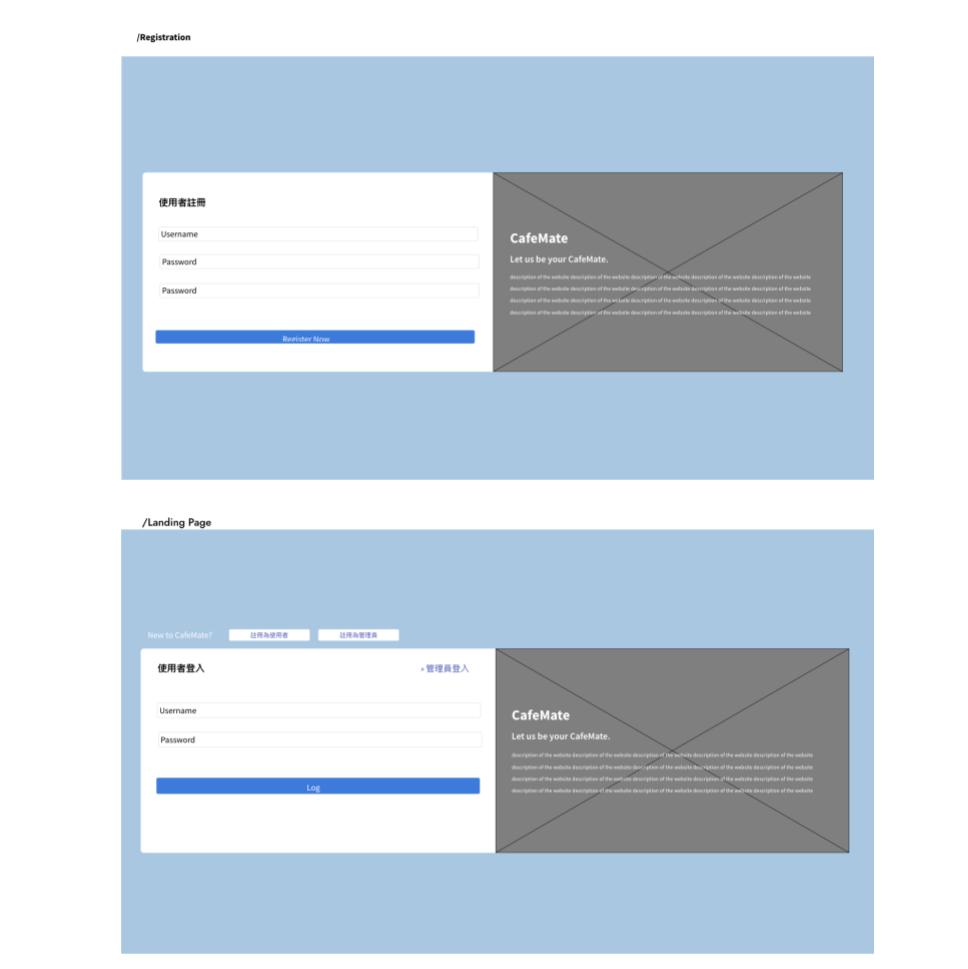 /Registration
使用者註冊
Username
Password
Password
Register Now
CafeMate
Let us be your CafeMate.
description of the website description of the website description of the website description of the website description of the website
description of the website description of the website description of the website description of the website description of the website
description of the website description of the website description of the website description of the website description of the website
description of the website description of the website description of the website description of the website description of the website
/Landing Page
New to CafeMate?
註冊為使用者
註冊為管理員
使用者登入
» 管理員登入
Username
Password
Log
CafeMate
Let us be your CafeMate.
description of the website description of the website description of the website description of the website description of the website
description of the website description of the website description of the website description of the website description of the website
description of the website description of the website description of the website description of the website description of the website
description of the website description of the website description of the website description of the website description of the website